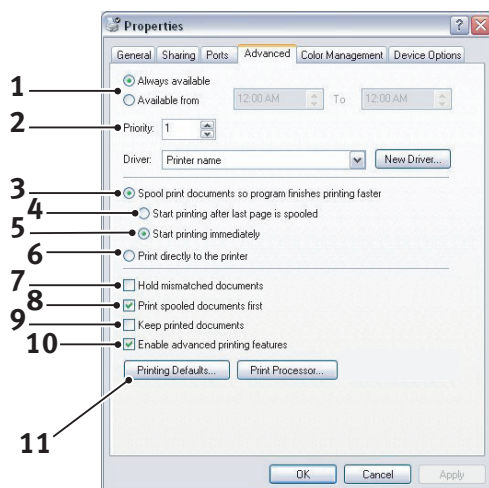 Properties
General Sharing Ports Advanced Color Management Device Options
1 Always available
Available from 12:00 AM To 12:00 AM
2 Priority: 1
Driver: Printer name New Driver...
3 Spool print documents so program finishes printing faster
4 Start printing after last page is spooled
5 Start printing immediately
6 Print directly to the printer
7 Hold mismatched documents
8 Print spooled documents first
9 Keep printed documents
10 Enable advanced printing features
Printing Defaults... Print Processor...
11
OK Cancel Apply